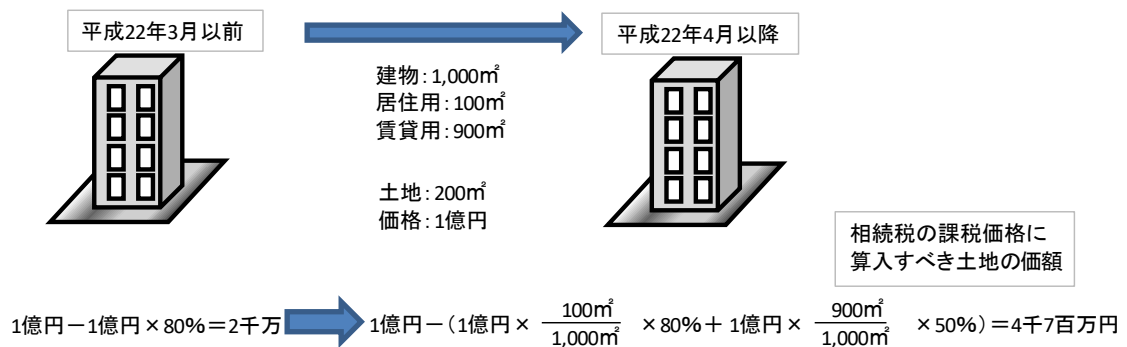 平成22年3月以前
平成22年4月以降
建物：1,000㎡
居住用：100㎡
賃貸用：900㎡
土地：200㎡
価格：1億円
相続税の課税価格に
算入すべき土地の価額
1億円－1億円×80%＝2千万
1億円－（1億円× 100㎡/1,000㎡ ×80%＋1億円× 900㎡/1,000㎡ ×50%）＝4千7百万円